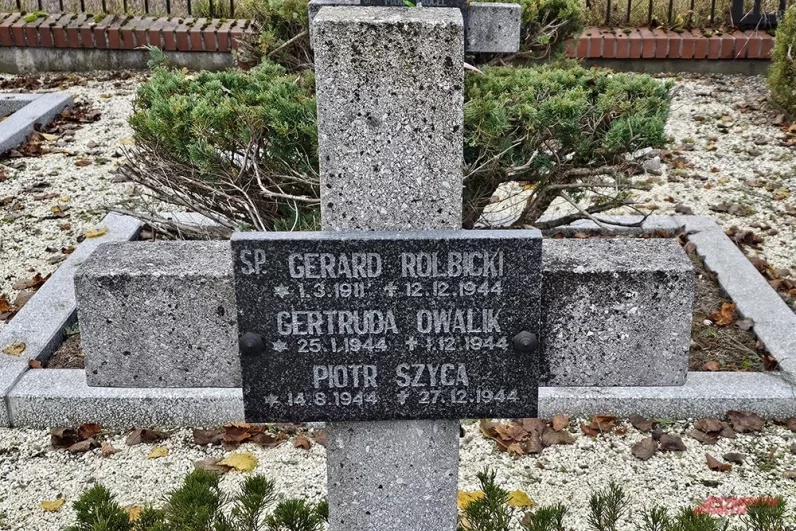 ŚP. GERARD ROLBICKI
* 1.3.1911 ✝ 12.12.1944
GERTRUDA OWALIK
* 25.1.1944 ✝ 1.12.1944
PIOTR SZYCA
* 14.8.1944 ✝ 27.12.1944